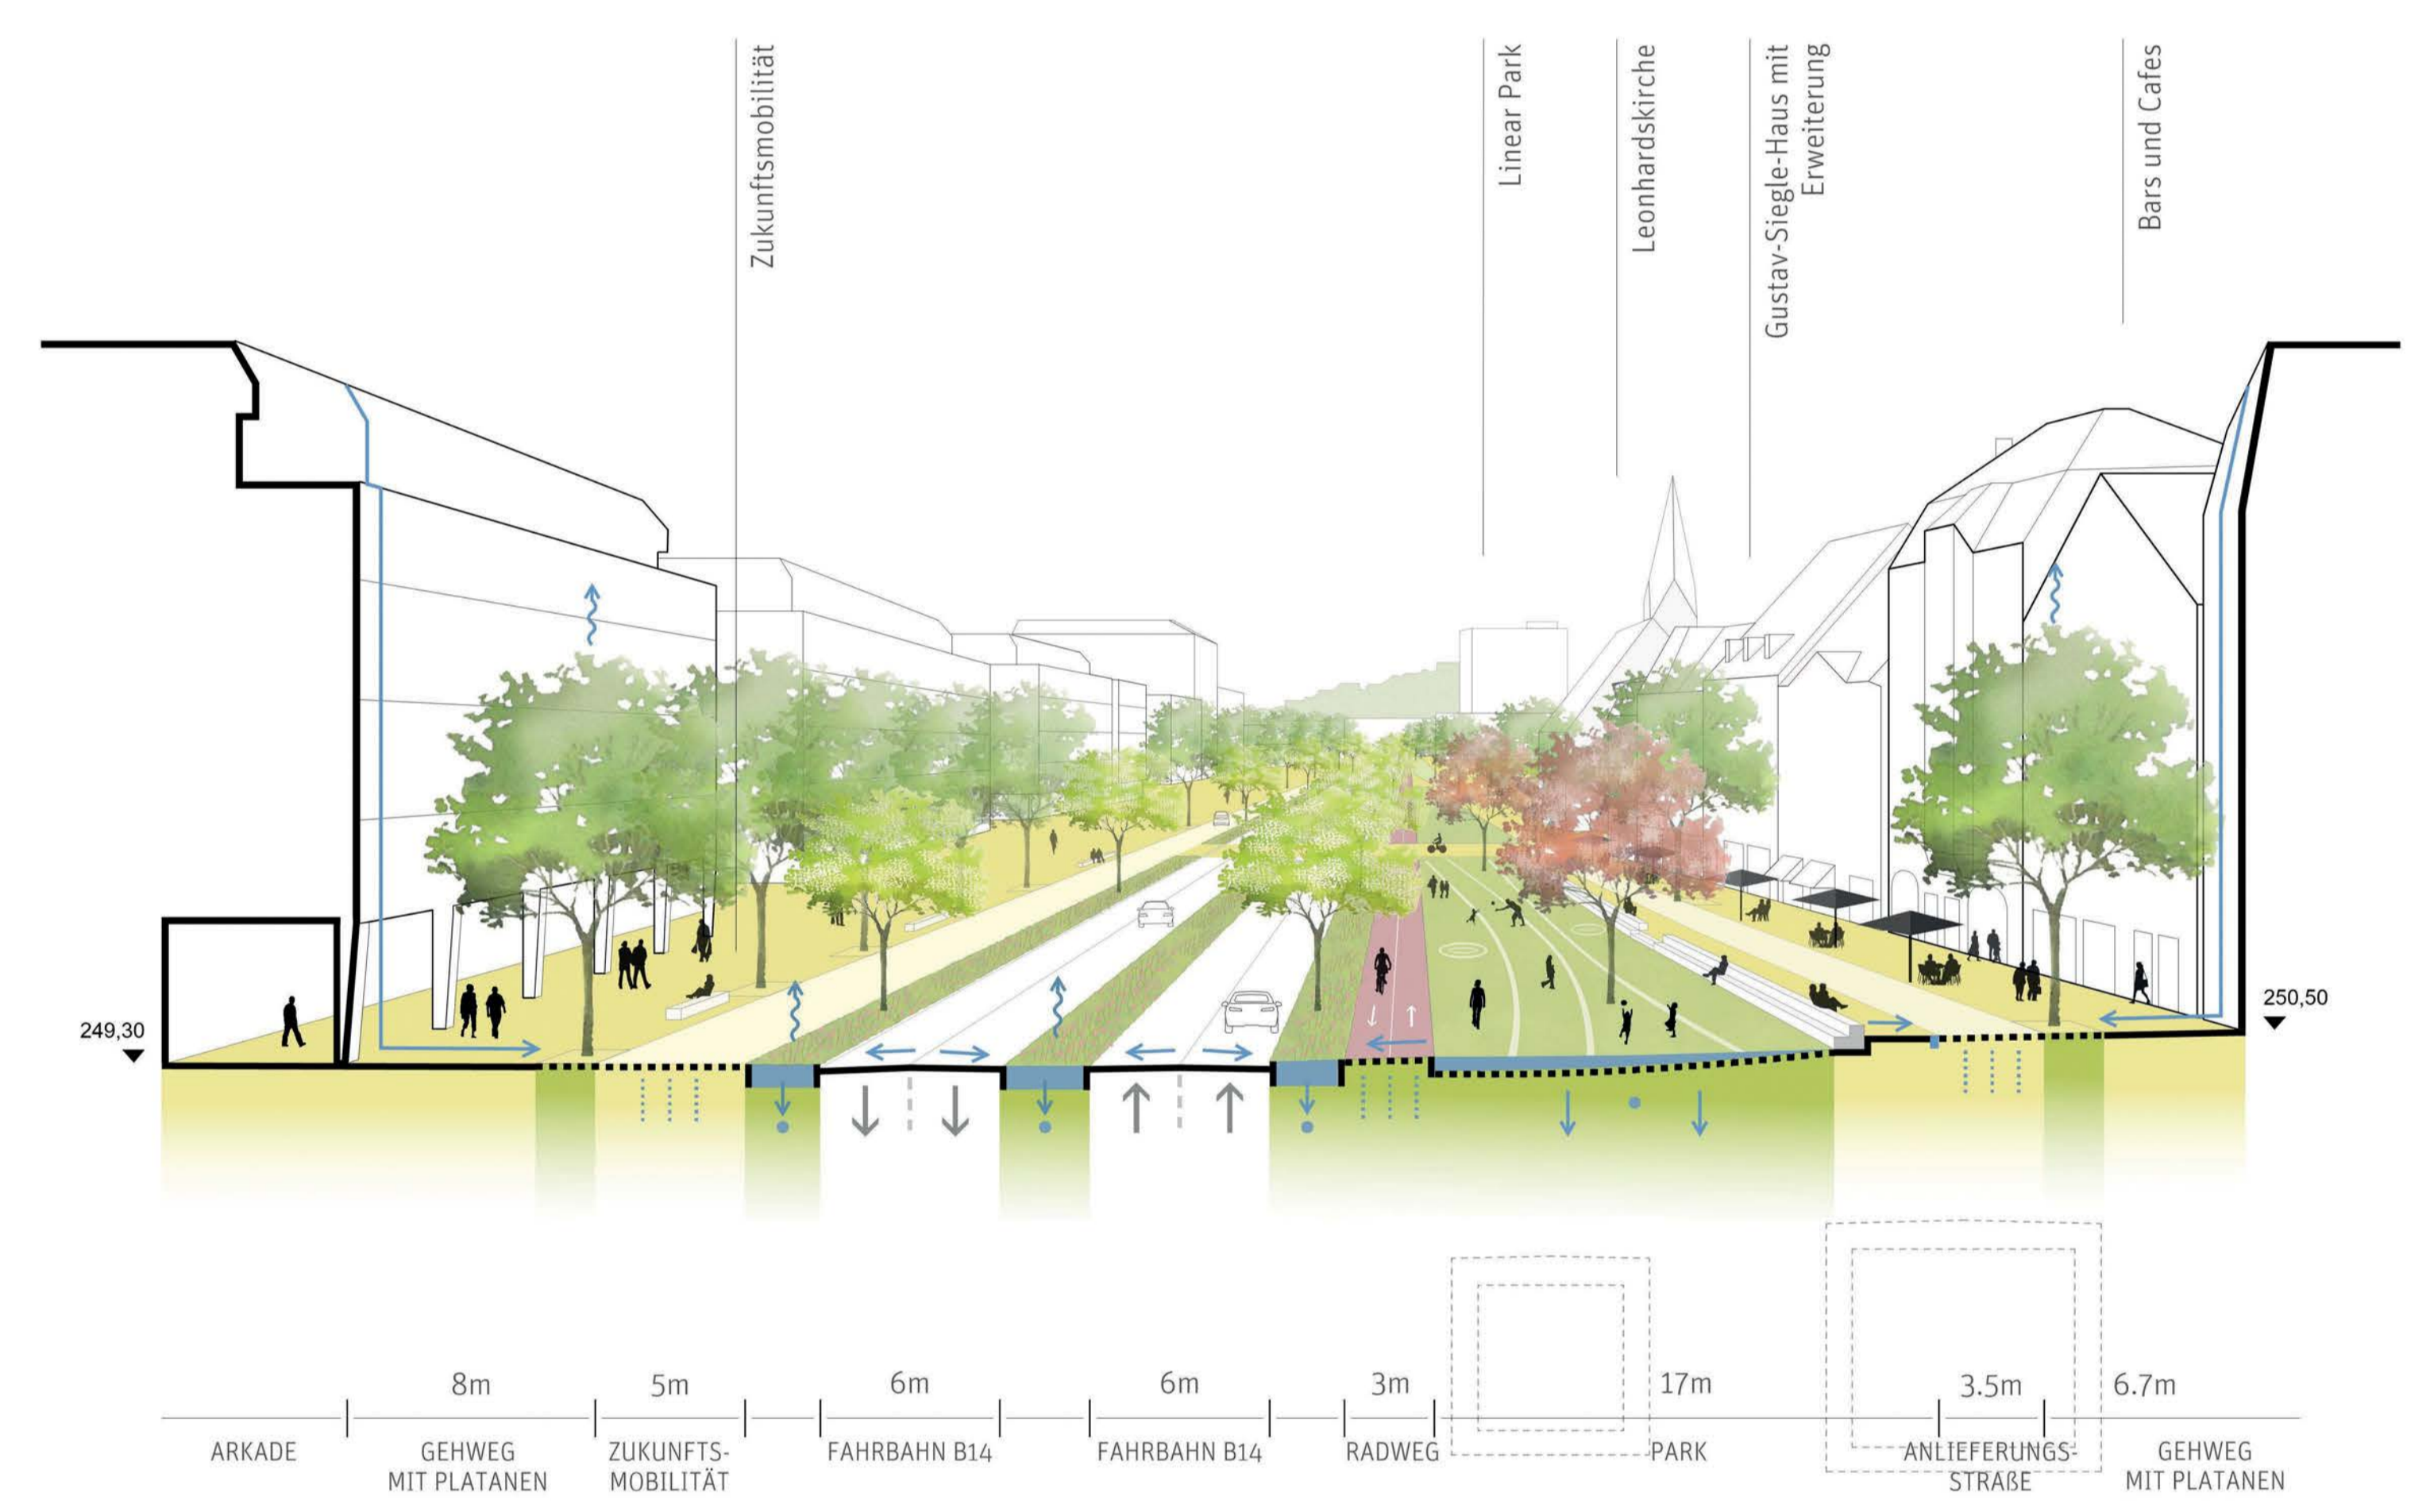 Zukunftsmobilität
Linear Park
Leonhardskirche
Gustav-Siegle-Haus mit
Erweiterung
Bars und Cafes
249,30
250,50
8m
5m
6m
6m
3m
17m
3.5m
6.7m
ARKADE
GEHWEG
MIT PLATANEN
ZUKUNFTS-
MOBILITÄT
FAHRBAHN B14
FAHRBAHN B14
RADWEG
PARK
ANLIEFERUNGS-
STRAßE
GEHWEG
MIT PLATANEN